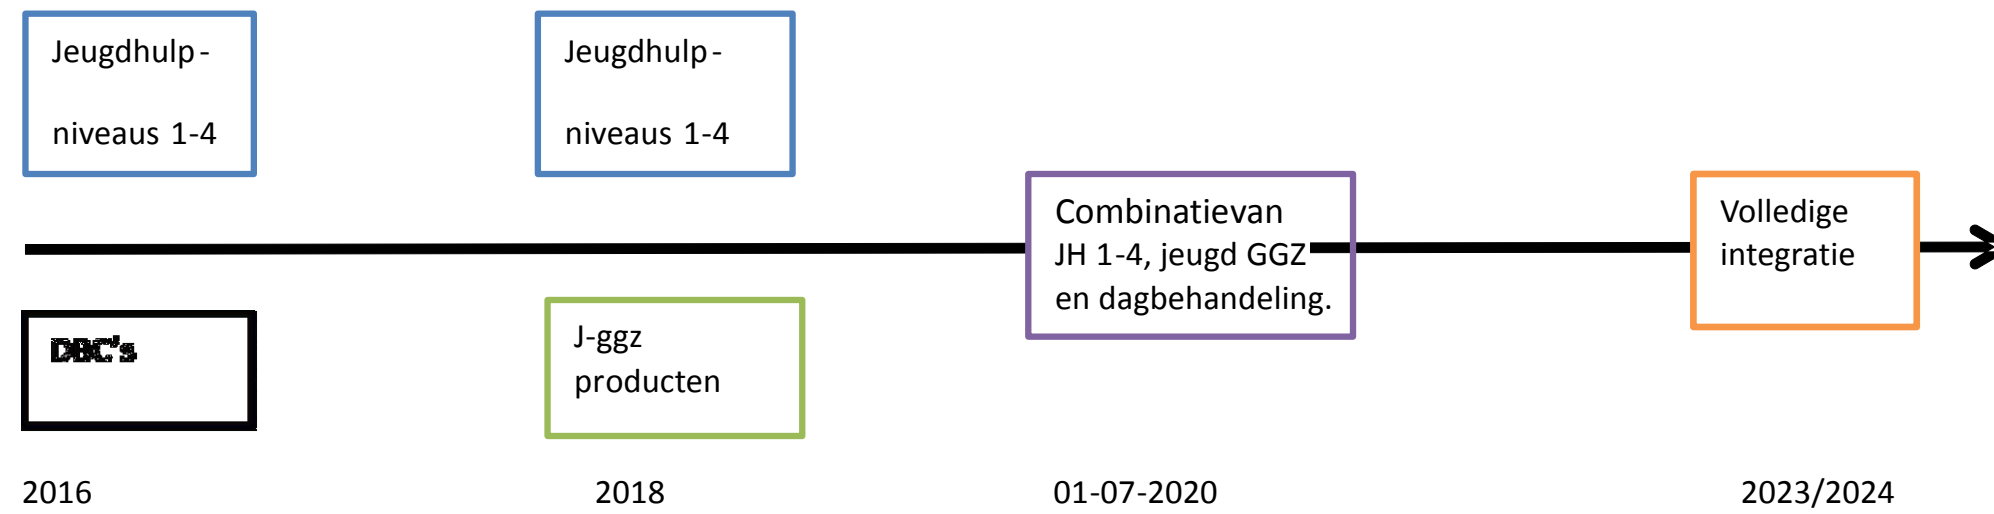 Jeugdhulp-
niveaus 1-4
Jeugdhulp-
niveaus 1-4
Combinatievan
JH 1-4, jeugd GGZ
en dagbehandeling.
Volledige
integratie
DBC's
J-ggz
producten
2016
2018
01-07-2020
2023/2024